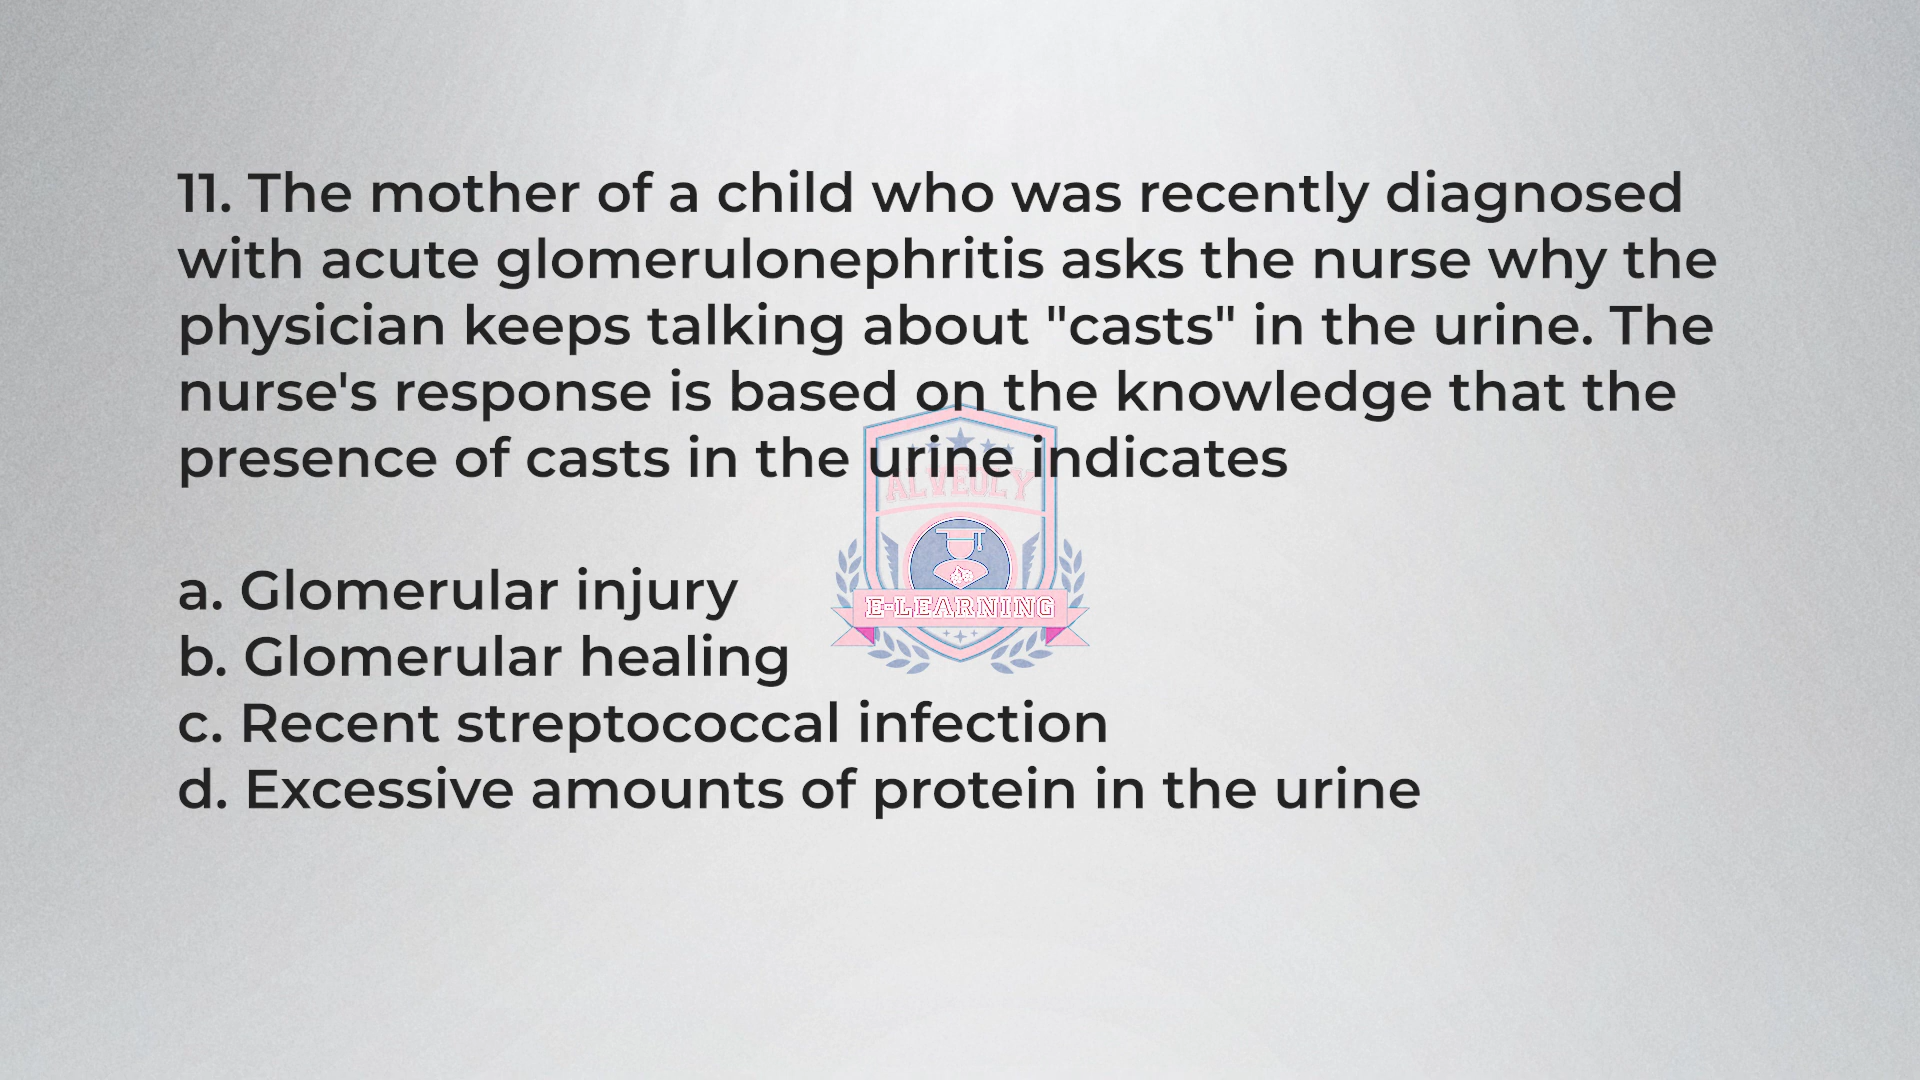 11. The mother of a child who was recently diagnosed
with acute glomerulonephritis asks the nurse why the
physician keeps talking about "casts" in the urine. The
nurse's response is based on the knowledge that the
presence of casts in the urine indicates
ALVEOLY
E-LEARNING
a. Glomerular injury
b. Glomerular healing
c. Recent streptococcal infection
d. Excessive amounts of protein in the urine